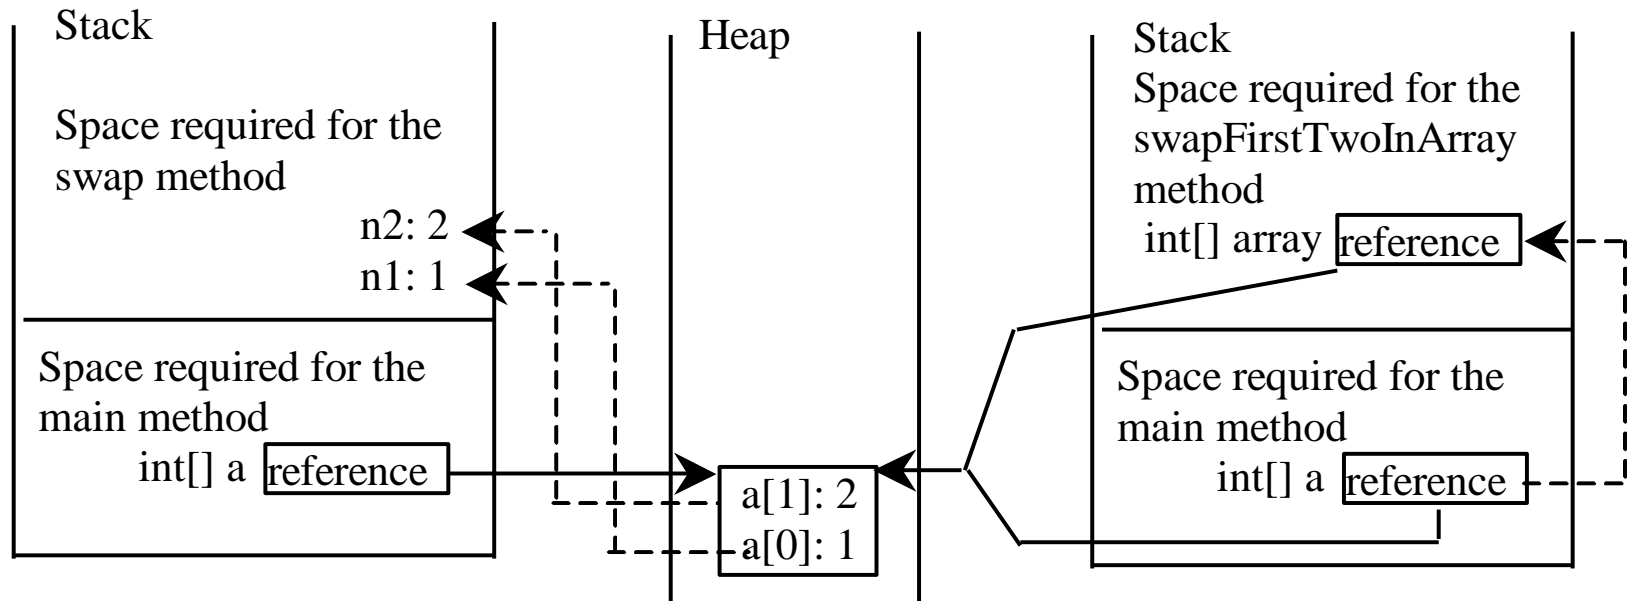 Stack
Space required for the
swap method
n2: 2
n1: 1
Space required for the
main method
int[] a reference
Heap
a[1]: 2
a[0]: 1
Stack
Space required for the
swapFirstTwoInArray
method
int[] array reference
Space required for the
main method
int[] a reference